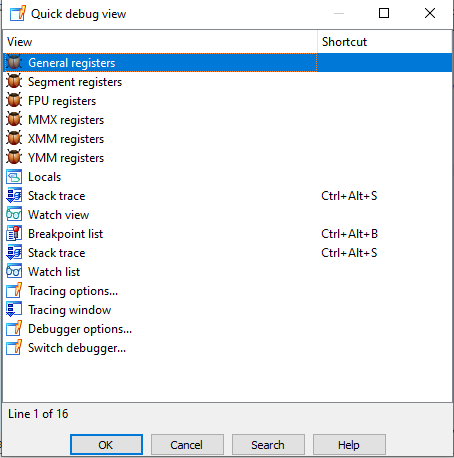 Quick debug view
View Shortcut
General registers
Segment registers
FPU registers
MMX registers
XMM registers
YMM registers
Locals
Stack trace Ctrl+Alt+S
Watch view
Breakpoint list Ctrl+Alt+B
Stack trace Ctrl+Alt+S
Watch list
Tracing options...
Tracing window
Debugger options...
Switch debugger...
Line 1 of 16
OK Cancel Search Help